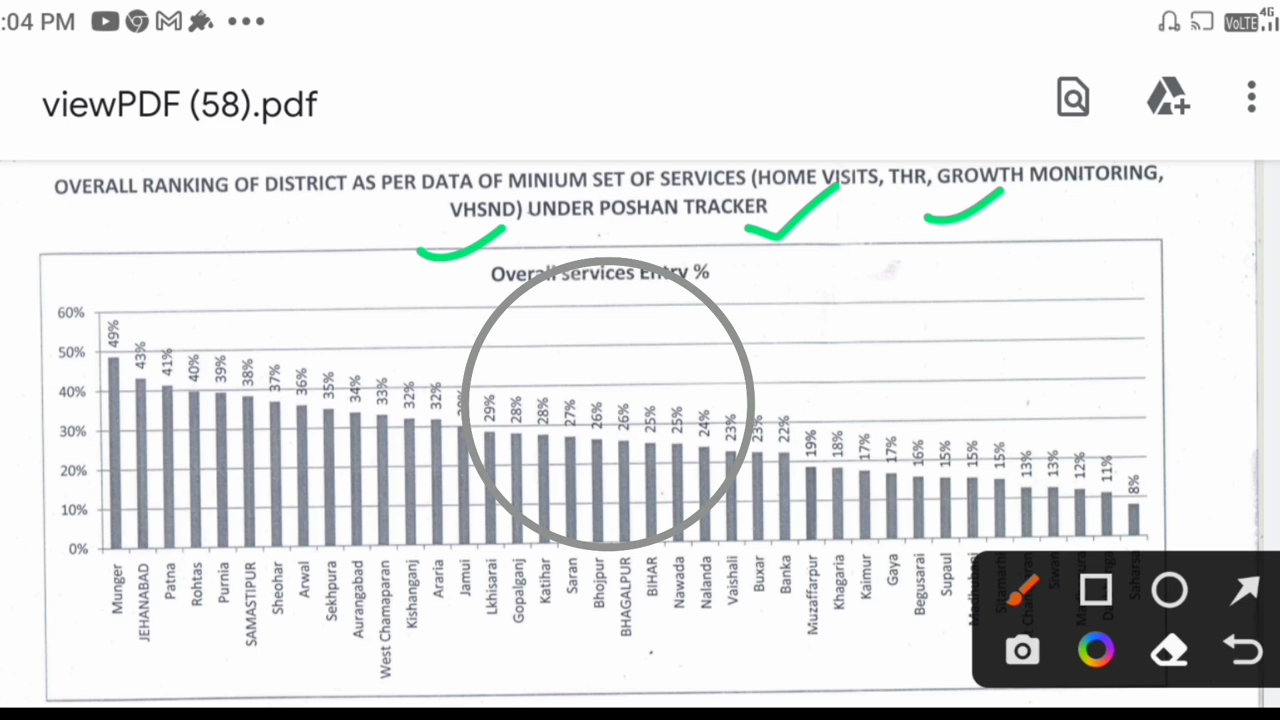 :04 PM
4G
VoLTE
viewPDF (58).pdf
OVERALL RANKING OF DISTRICT AS PER DATA OF MINIUM SET OF SERVICES (HOME VISITS, THR, GROWTH MONITORING,
VHSND) UNDER POSHAN TRACKER
Overall services Entry %
60%
50%
40%
30%
20%
10%
0%
49% 43% 41% 40% 39% 38% 37% 36% 35% 34% 33% 32% 32% 29% 28% 28% 27% 26% 26% 25% 25% 24% 23% 23% 22% 19% 18% 17% 17% 16% 15% 15% 15% 13% 13% 12% 11% 8%
Munger
JEHANABAD
Patna
Rohtas
Purnia
SAMASTIPUR
Sheohar
Arwal
Sekhpura
Aurangabad
West Chamaparan
Kishanganj
Araria
Jamui
Lkhisarai
Gopalganj
Katihar
Saran
Bhojpur
BHAGALPUR
BIHAR
Nawada
Nalanda
Vaishali
Buxar
Banka
Muzaffarpur
Khagaria
Kaimur
Gaya
Begusarai
Supaul